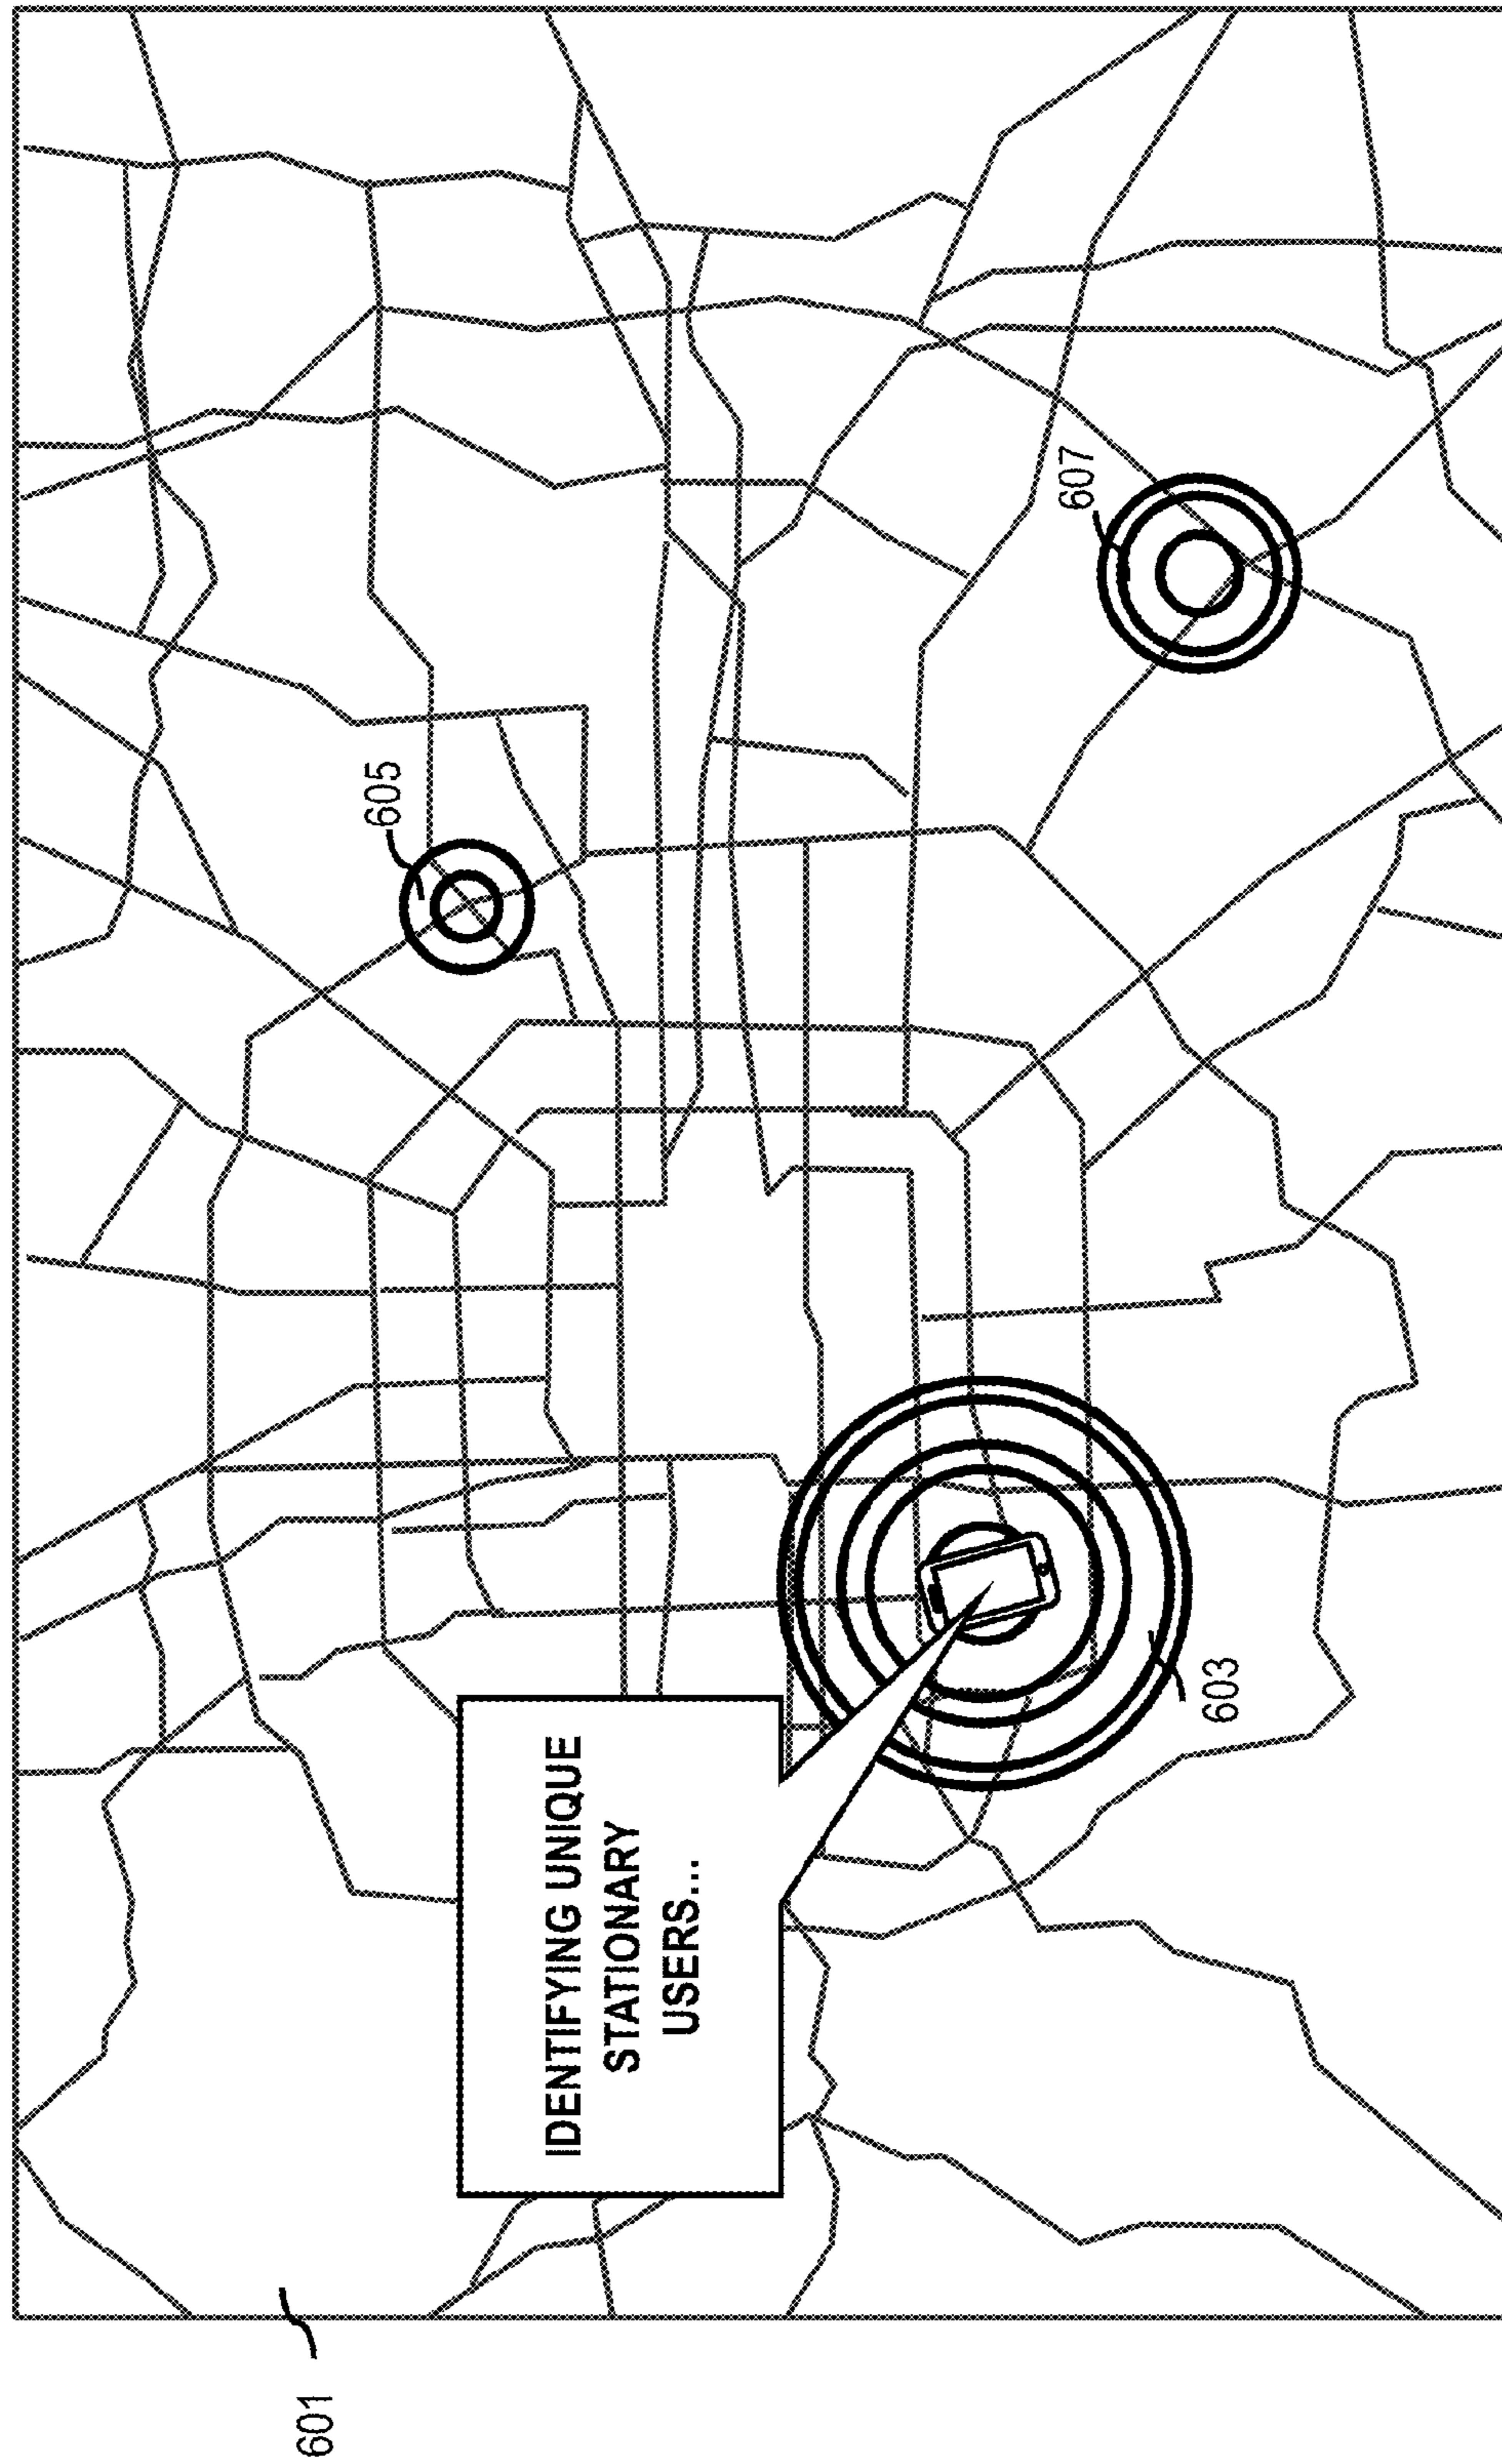 605
607
IDENTIFYING UNIQUE
STATIONARY
USERS...
603
601